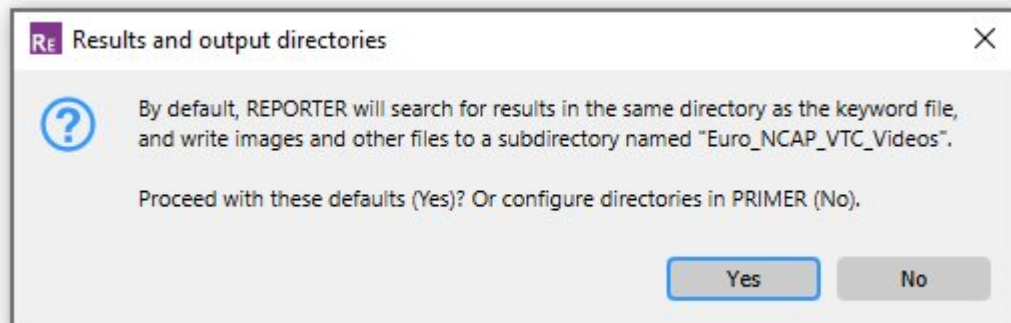 RE Results and output directories
By default, REPORTER will search for results in the same directory as the keyword file,
and write images and other files to a subdirectory named "Euro_NCAP_VTC_Videos".
Proceed with these defaults (Yes)? Or configure directories in PRIMER (No).
Yes No